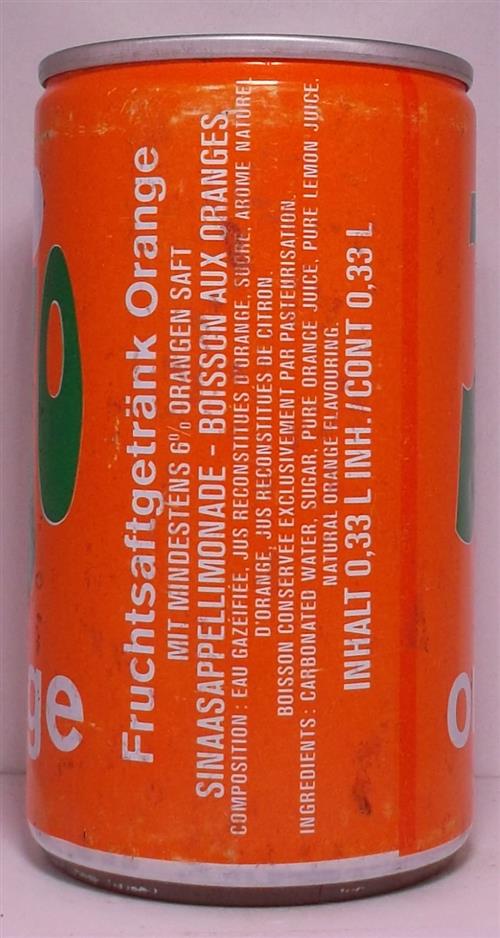 ge
Fruchtsaftgetränk Orange
MIT MINDESTENS 6% ORANGEN SAFT
SINAASAPPELLIMONADE - BOISSON AUX ORANGES
COMPOSITION : EAU GAZÉIFIÉE, JUS RECONSTITUÉS D'ORANGE, SUCRE, AROME NATUREL
D'ORANGE, JUS RECONSTITUÉS DE CITRON.
BOISSON CONSERVÉE EXCLUSIVEMENT PAR PASTEURISATION.
INGREDIENTS : CARBONATED WATER, SUGAR, PURE ORANGE JUICE, PURE LEMON JUICE,
NATURAL ORANGE FLAVOURING.
INHALT 0,33 L INH./CONT 0,33 L